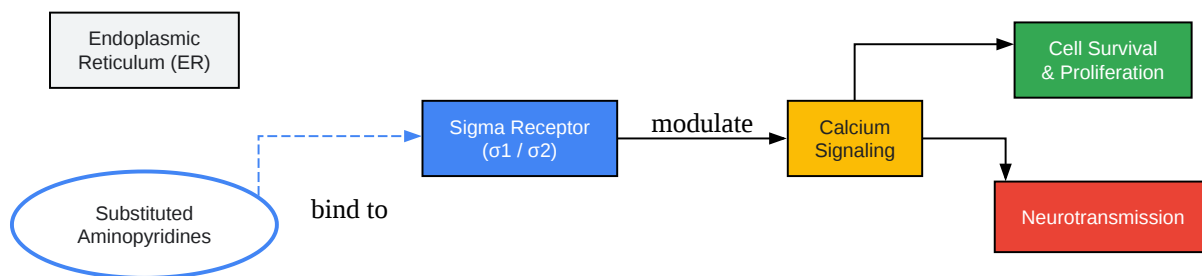 Endoplasmic
Reticulum (ER)
Substituted
Aminopyridines
bind to
Sigma Receptor
(σ1 / σ2)
modulate
Calcium
Signaling
Cell Survival
& Proliferation
Neurotransmission